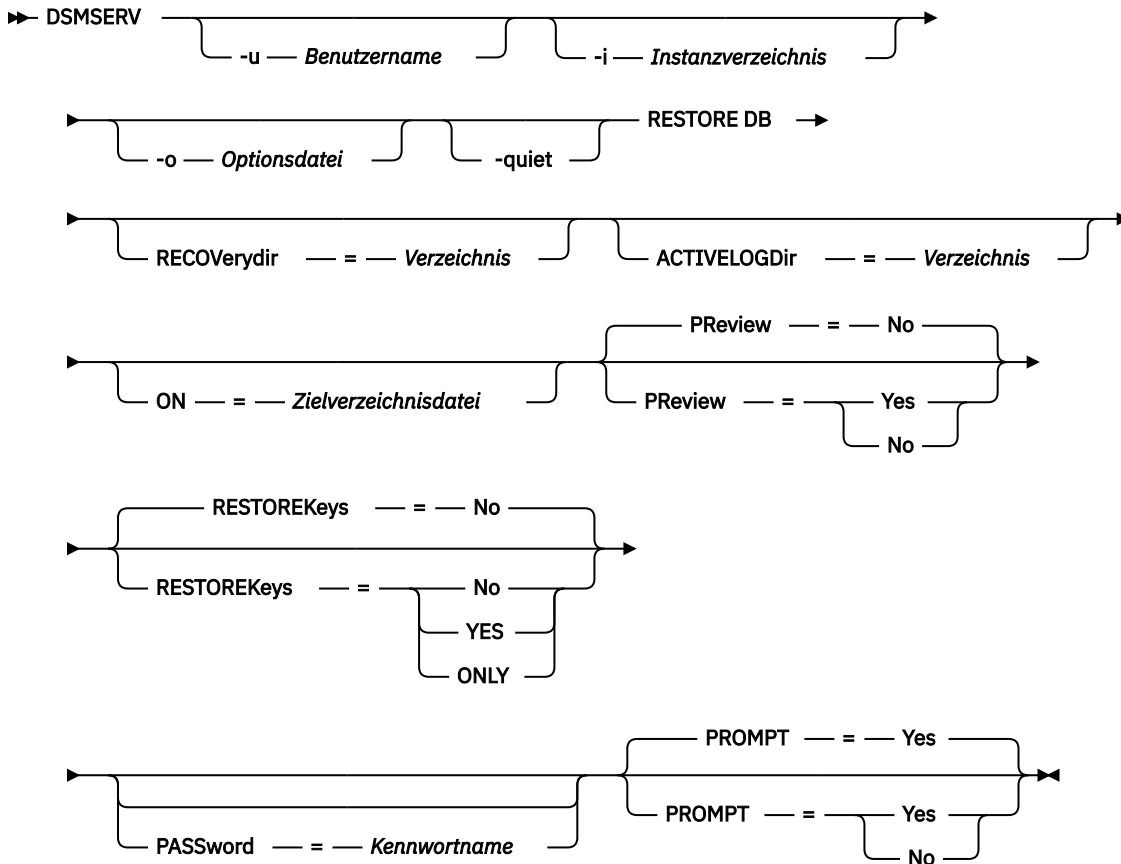 DSMSERV
-u — Benutzername -i — Instanzverzeichnis
RESTORE DB
-o — Optionsdatei -quiet
RECOVerydir — = — Verzeichnis ACTIVELOGDir — = — Verzeichnis
PReview — = — No
ON — = — Zielverzeichnisdatei PReview — = Yes
No
RESTOREKeys — = — No
RESTOREKeys — = No
YES
ONLY
PROMPT — = — Yes
PASSword — = — Kennwortname PROMPT — = Yes
No